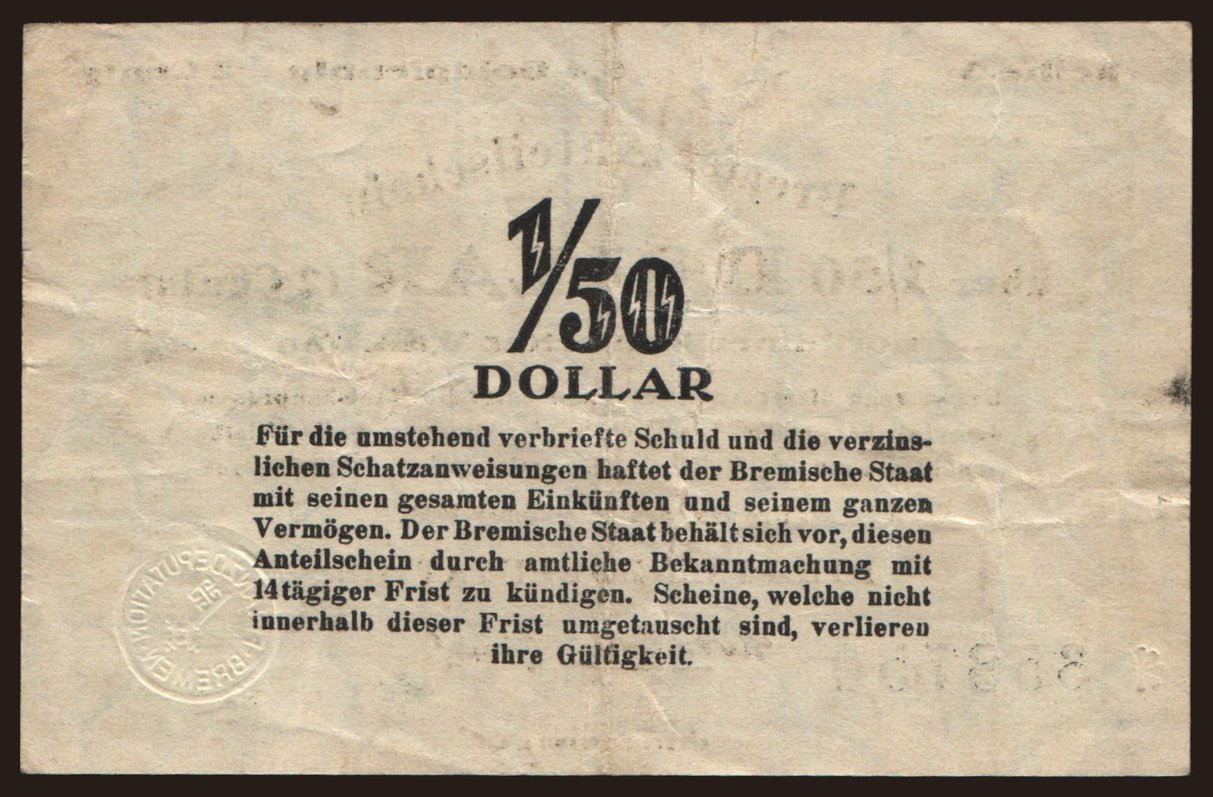 1/50
DOLLAR
Für die umstehend verbriefte Schuld und die verzins-
lichen Schatzanweisungen haftet der Bremische Staat
mit seinen gesamten Einkünften und seinem ganzen
Vermögen. Der Bremische Staat behält sich vor, diesen
Anteilschein durch amtliche Bekanntmachung mit
14tägiger Frist zu kündigen. Scheine, welche nicht
innerhalb dieser Frist umgetauscht sind, verlieren
ihre Gültigkeit.
DEPUTATION
BREMEN